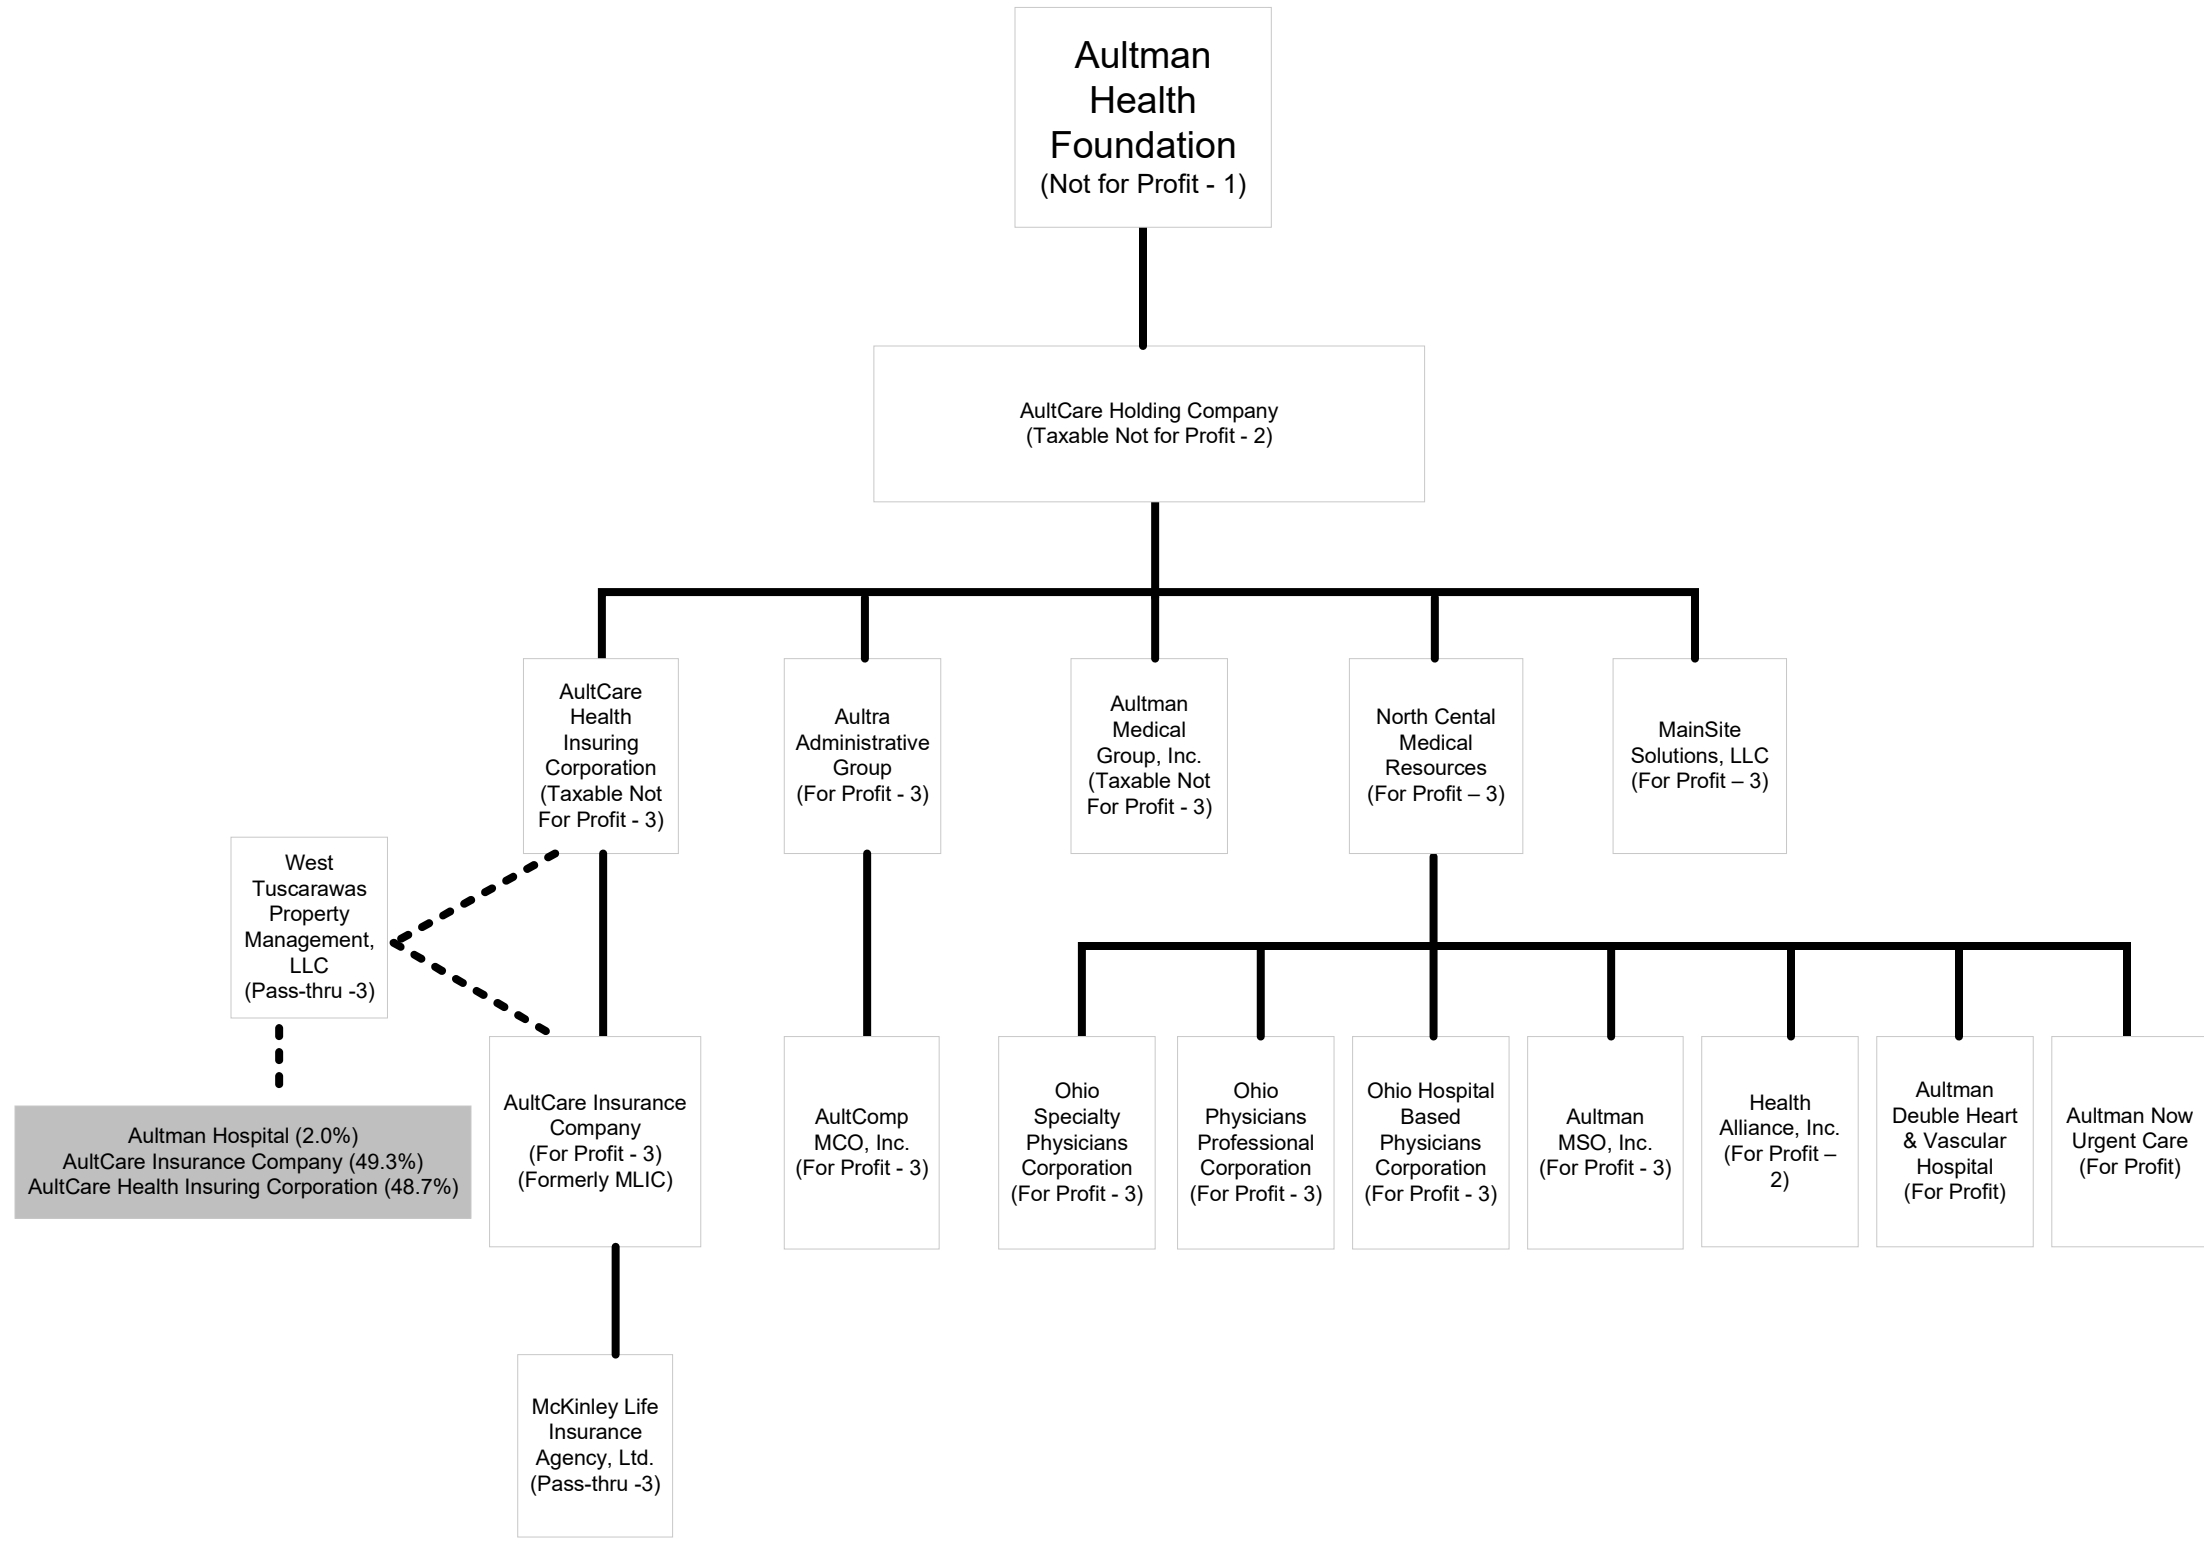 Aultman
Health
Foundation
(Not for Profit - 1)
AultCare Holding Company
(Taxable Not for Profit - 2)
AultCare
Health
Insuring
Corporation
(Taxable Not
For Profit - 3)
Aultra
Administrative
Group
(For Profit - 3)
Aultman
Medical
Group, Inc.
(Taxable Not
For Profit - 3)
North Cental
Medical
Resources
(For Profit – 3)
MainSite
Solutions, LLC
(For Profit – 3)
West
Tuscarawas
Property
Management,
LLC
(Pass-thru -3)
Aultman Hospital (2.0%)
AultCare Insurance Company (49.3%)
AultCare Health Insuring Corporation (48.7%)
AultCare Insurance
Company
(For Profit - 3)
(Formerly MLIC)
AultComp
MCO, Inc.
(For Profit - 3)
Ohio
Specialty
Physicians
Corporation
(For Profit - 3)
Ohio
Physicians
Professional
Corporation
(For Profit - 3)
Ohio Hospital
Based
Physicians
Corporation
(For Profit - 3)
Aultman
MSO, Inc.
(For Profit - 3)
Health
Alliance, Inc.
(For Profit –
2)
Aultman
Deuble Heart
& Vascular
Hospital
(For Profit)
Aultman Now
Urgent Care
(For Profit)
McKinley Life
Insurance
Agency, Ltd.
(Pass-thru -3)